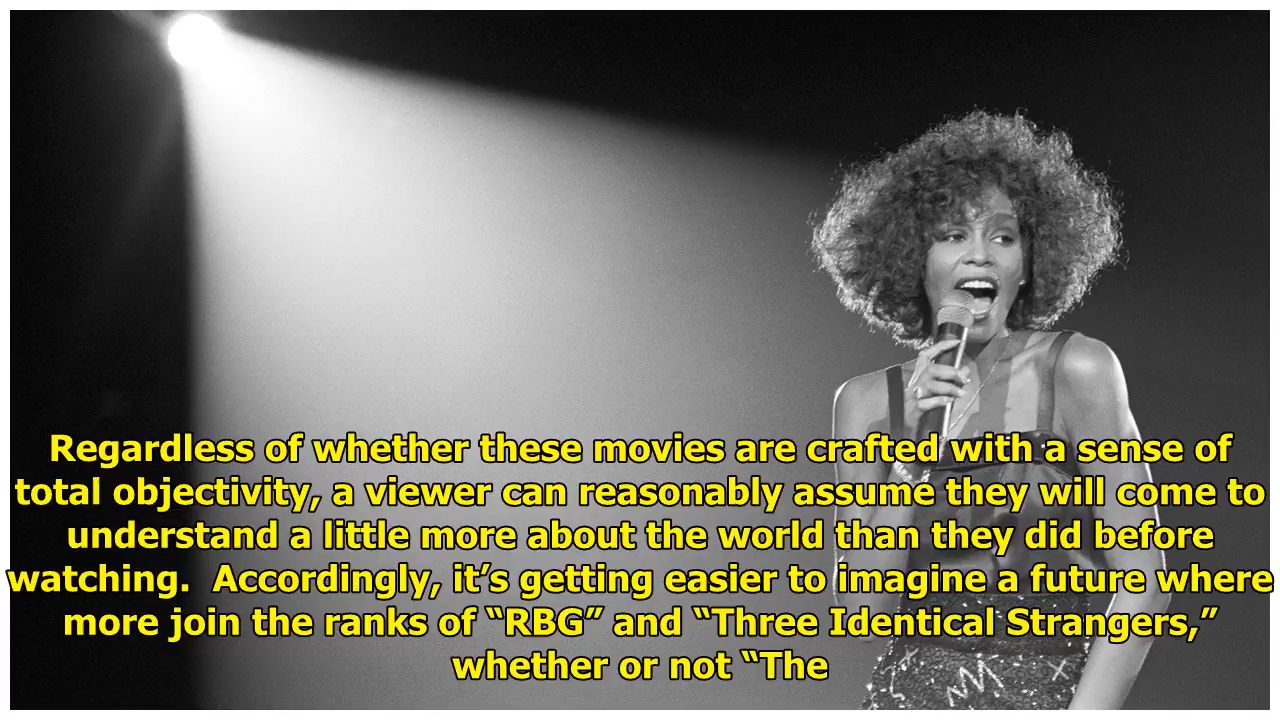 Regardless of whether these movies are crafted with a sense of
total objectivity, a viewer can reasonably assume they will come to
understand a little more about the world than they did before
watching.  Accordingly, it’s getting easier to imagine a future where
more join the ranks of “RBG” and “Three Identical Strangers,”
whether or not “The